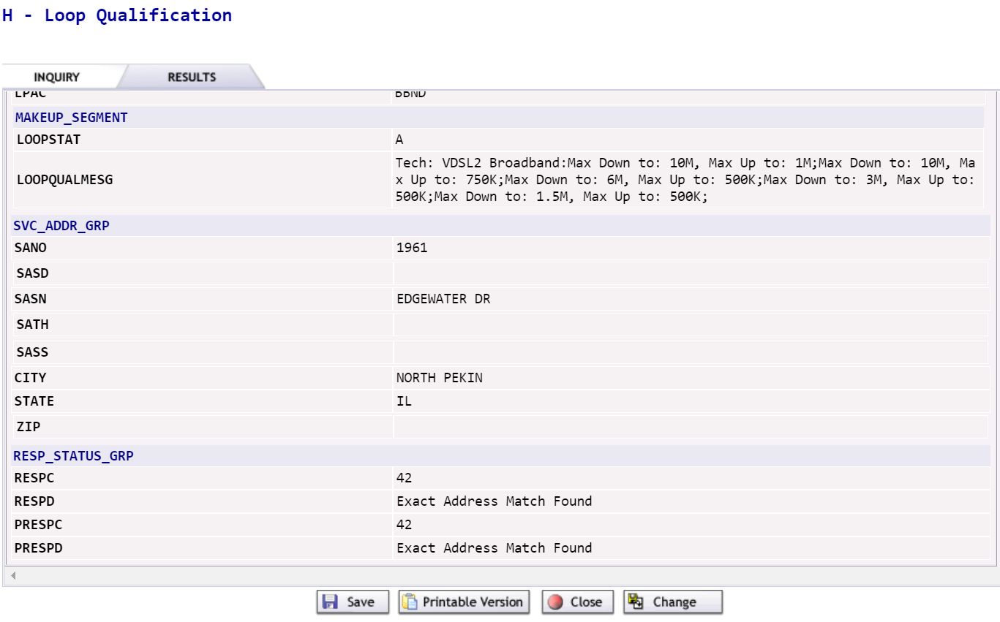 H - Loop Qualification
INQUIRY RESULTS
LPAC BBND
MAKEUP_SEGMENT
LOOPSTAT A
LOOPQUALMESG
Tech: VDSL2 Broadband:Max Down to: 10M, Max Up to: 1M;Max Down to: 10M, Ma
x Up to: 750K;Max Down to: 6M, Max Up to: 500K;Max Down to: 3M, Max Up to:
500K;Max Down to: 1.5M, Max Up to: 500K;
SVC_ADDR_GRP
SANO 1961
SASD
SASN EDGEWATER DR
SATH
SASS
CITY NORTH PEKIN
STATE IL
ZIP
RESP_STATUS_GRP
RESPC 42
RESPD Exact Address Match Found
PRESPC 42
PRESPD Exact Address Match Found
Save Printable Version Close Change